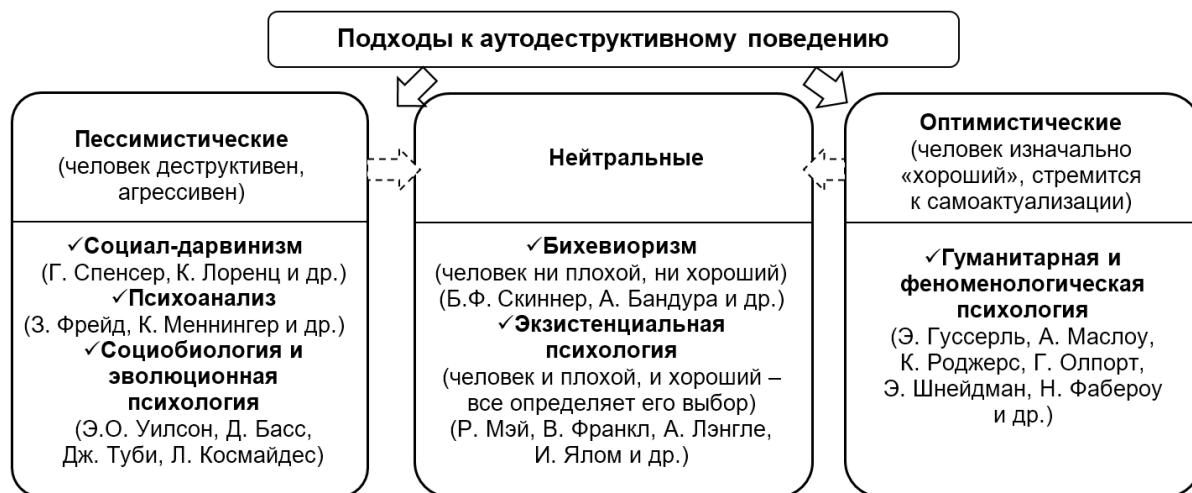 Подходы к аутодеструктивному поведению
Пессимистические
(человек деструктивен,
агрессивен)
✓Социал-дарвинизм
(Г. Спенсер, К. Лоренц и др.)
✓Психоанализ
(З. Фрейд, К. Меннингер и др.)
✓Социобиология и
эволюционная
психология
(Э.О. Уилсон, Д. Басс,
Дж. Туби, Л. Космайдес)
Нейтральные
✓Бихевиоризм
(человек ни плохой, ни хороший)
(Б.Ф. Скиннер, А. Бандура и др.)
✓Экзистенциальная
психология
(человек и плохой, и хороший –
все определяет его выбор)
(Р. Мэй, В. Франкл, А. Лэнгле,
И. Ялом и др.)
Оптимистические
(человек изначально
«хороший», стремится
к самоактуализации)
✓Гуманитарная и
феноменологическая
психология
(Э. Гуссерль, А. Маслоу,
К. Роджерс, Г. Олпорт,
Э. Шнейдман, Н. Фабероу
и др.)